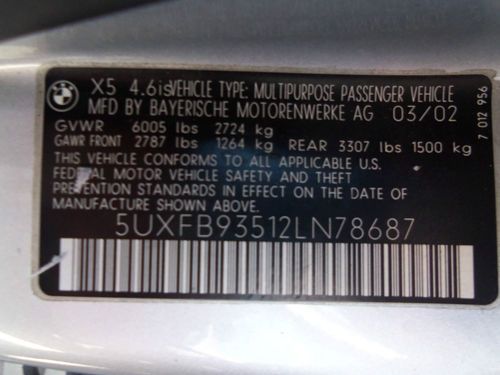 BMW
X5 4.6is VEHICLE TYPE: MULTIPURPOSE PASSENGER VEHICLE
MFD BY BAYERISCHE MOTORENWERKE AG 03/02
GVWR 6005 lbs 2724 kg
GAWR FRONT 2787 lbs 1264 kg REAR 3307 lbs 1500 kg
THIS VEHICLE CONFORMS TO ALL APPLICABLE U.S.
FEDERAL MOTOR VEHICLE SAFETY AND THEFT
PREVENTION STANDARDS IN EFFECT ON THE DATE OF
MANUFACTURE SHOWN ABOVE.
5UXFB93512LN78687
7 012 956